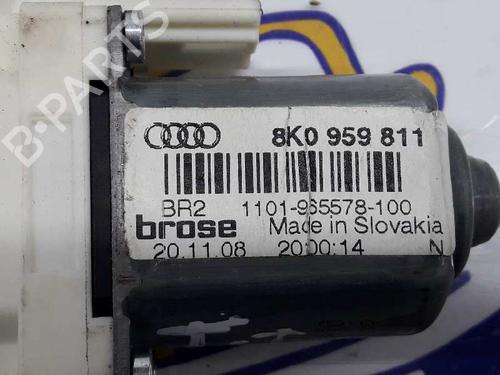 B-PARTS
8K0 959 811
BR2 1101-965578-100
brose Made in Slovakia
20.11.08 20:00:14 N